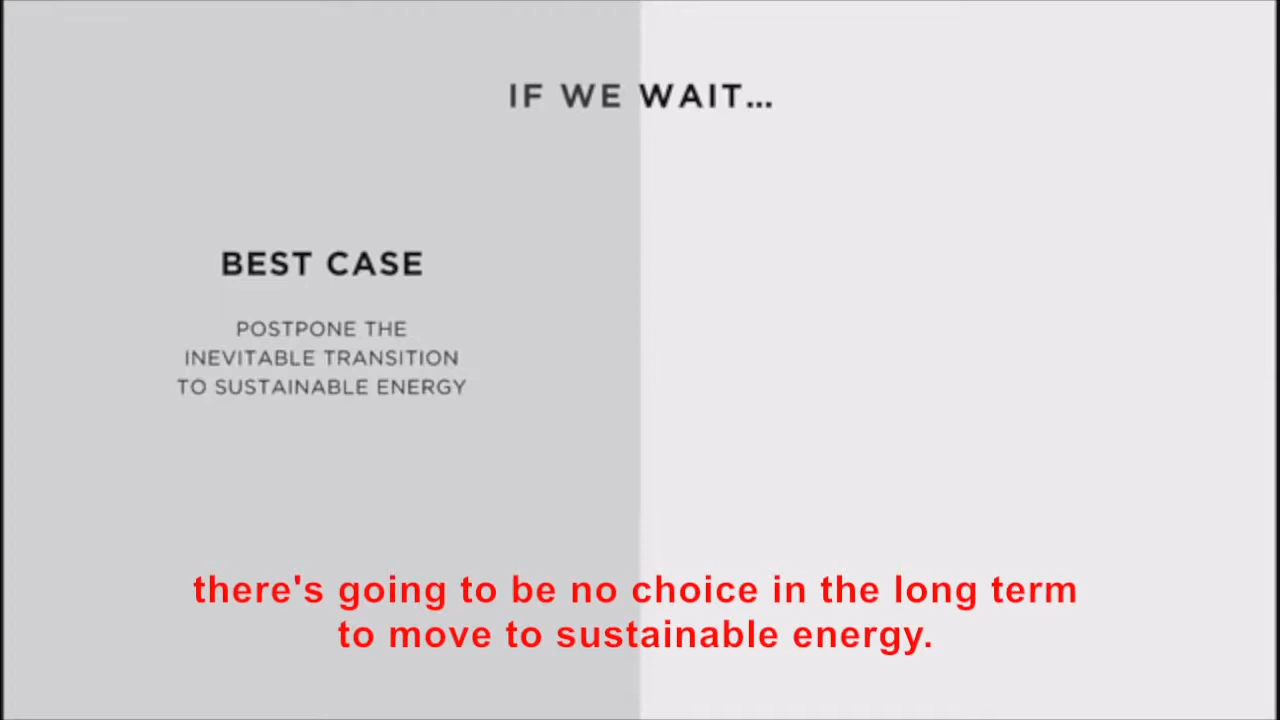 IF WE WAIT...
BEST CASE
POSTPONE THE
INEVITABLE TRANSITION
TO SUSTAINABLE ENERGY
there's going to be no choice in the long term
to move to sustainable energy.